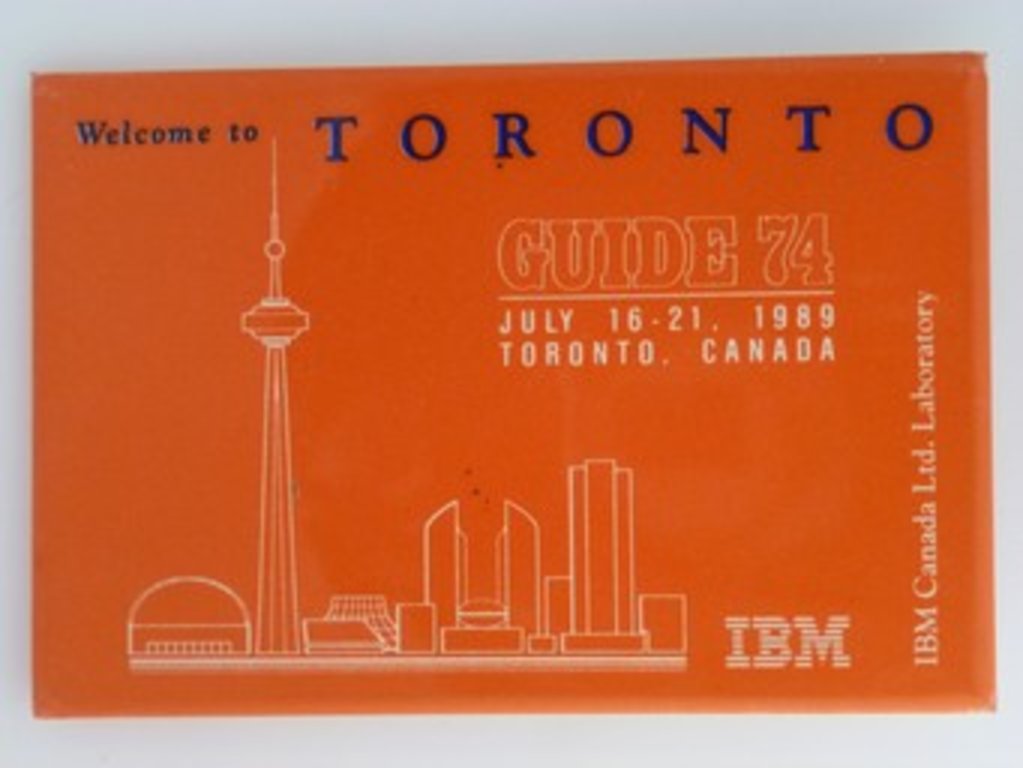 Welcome to TORONTO
GUIDE 74
JULY 16-21, 1989
TORONTO, CANADA
IBM
IBM Canada Ltd. Laboratory